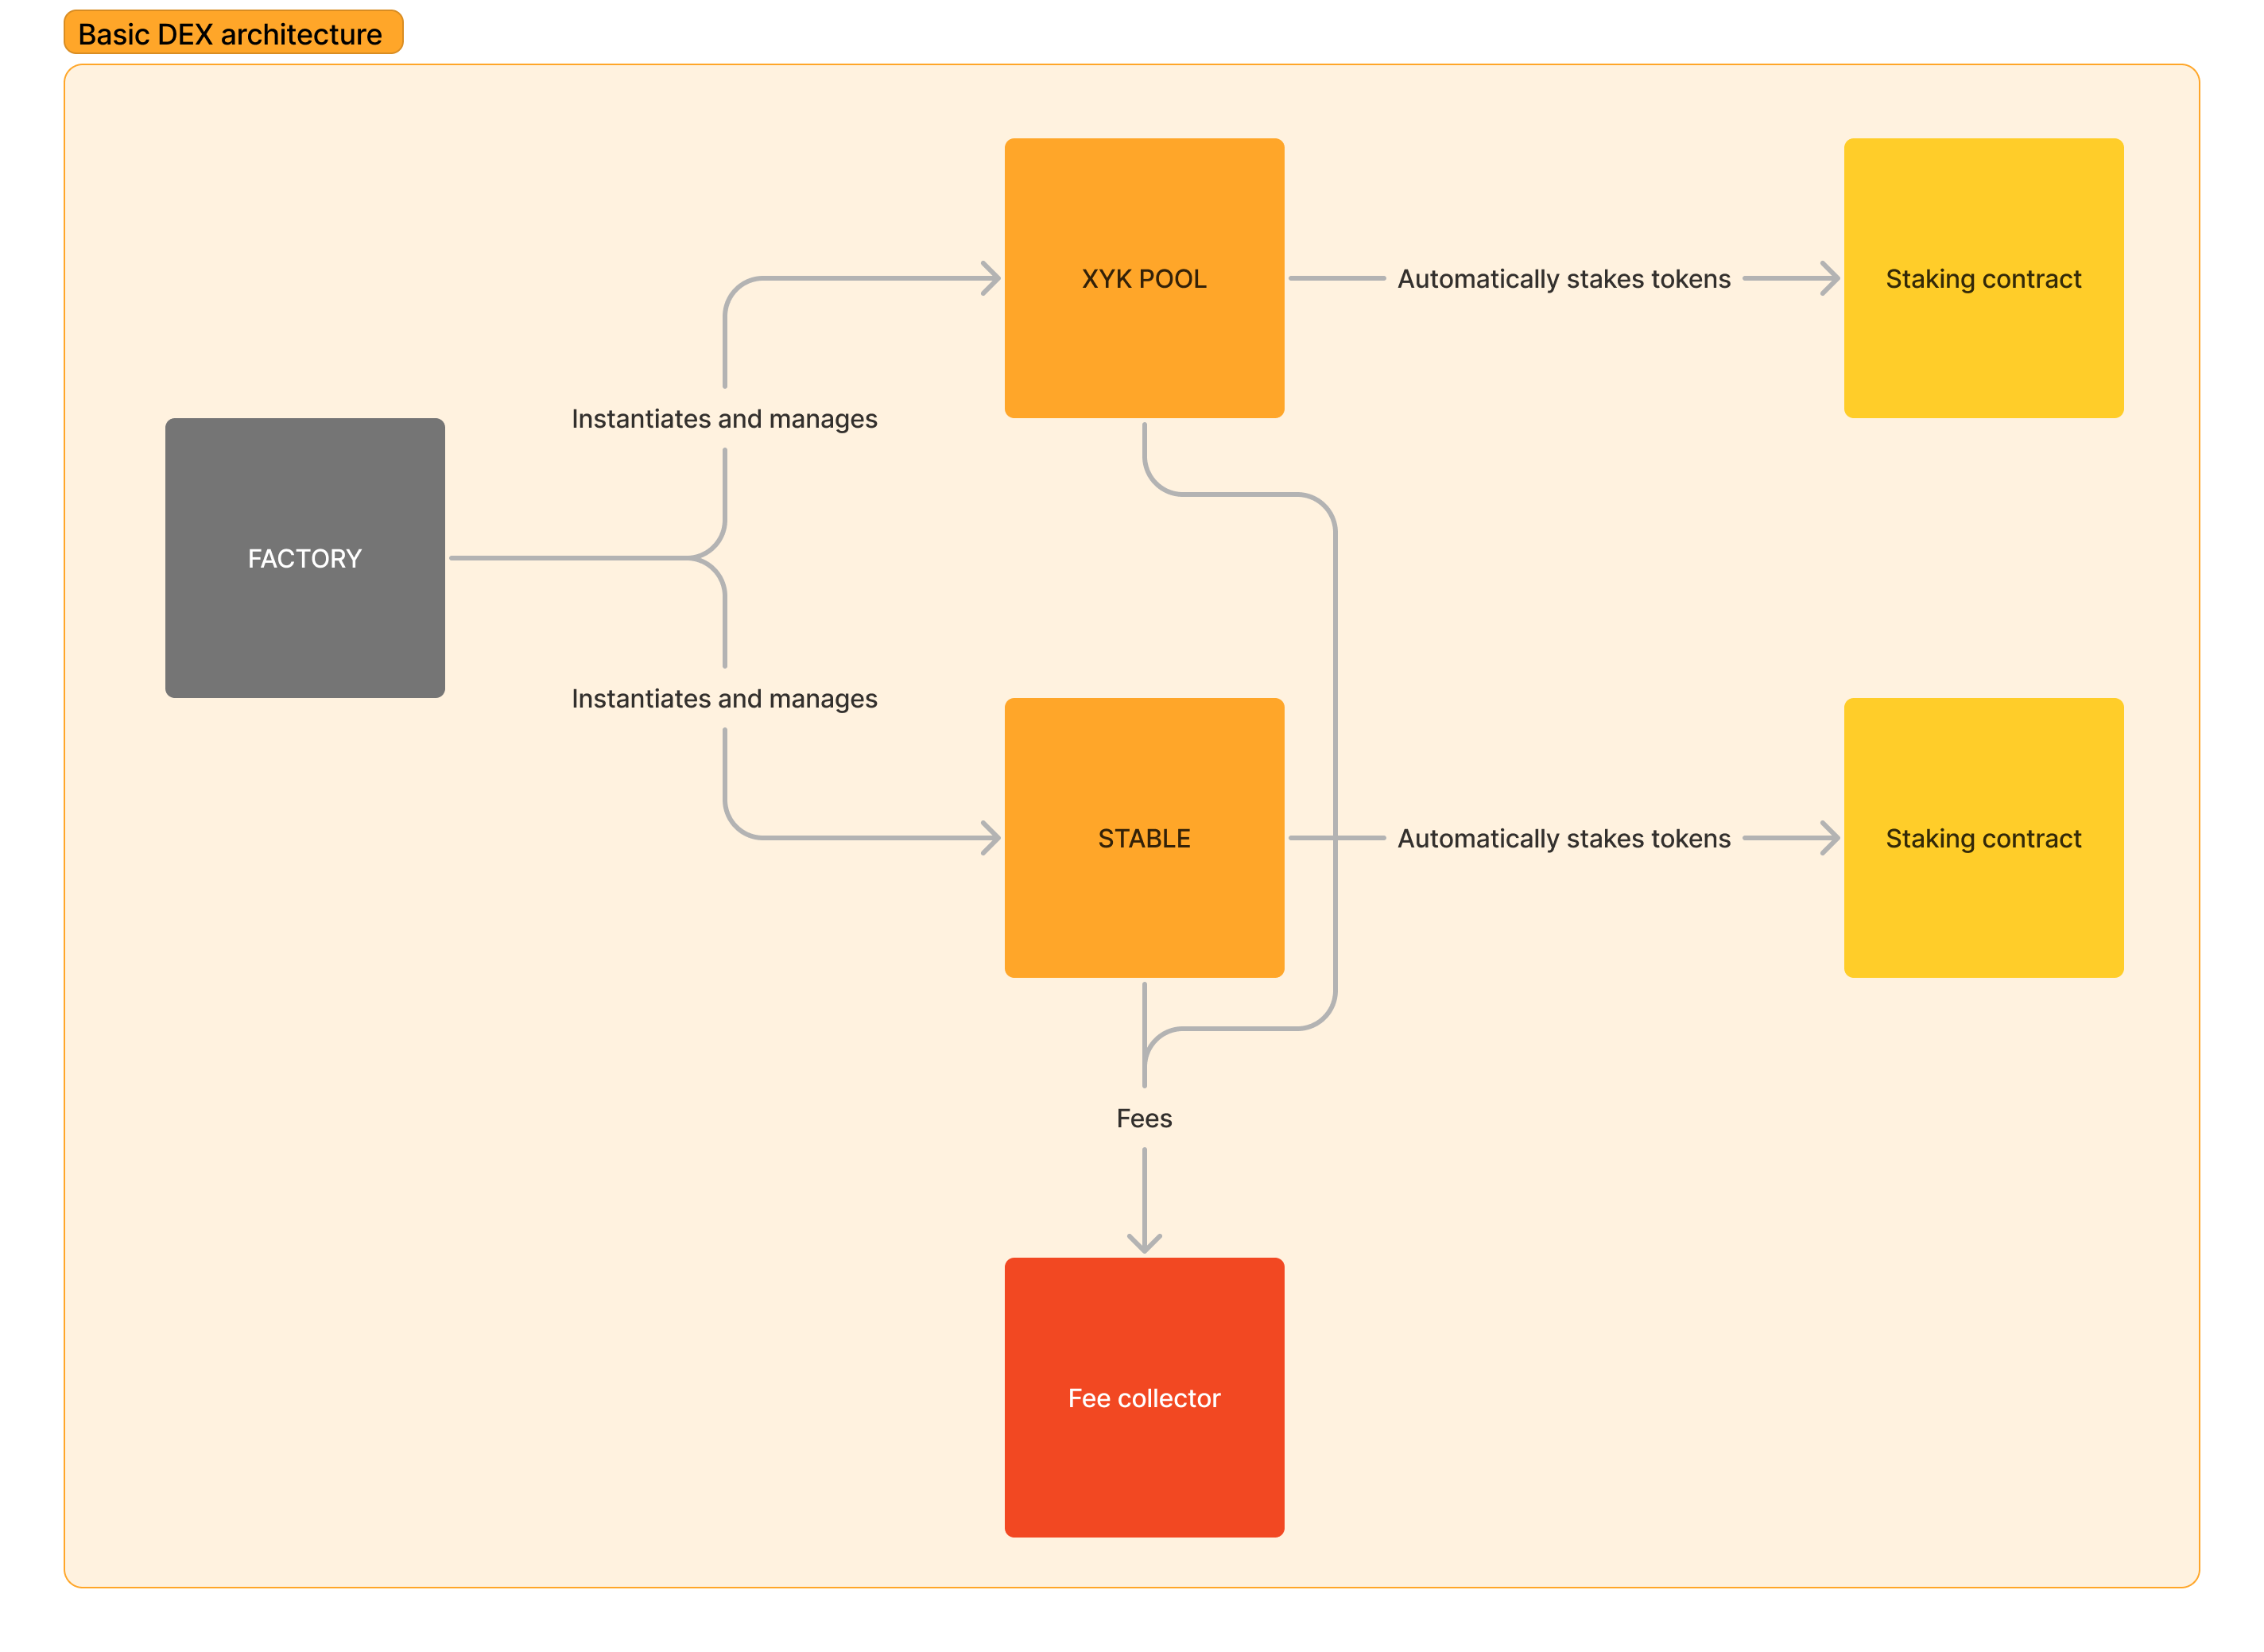 Basic DEX architecture
XYK POOL
Automatically stakes tokens
Staking contract
Instantiates and manages
FACTORY
Instantiates and manages
STABLE
Automatically stakes tokens
Staking contract
Fees
Fee collector